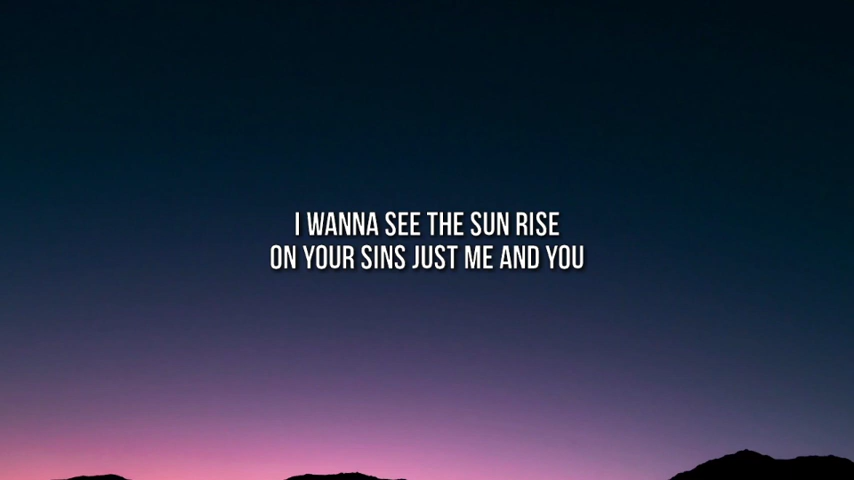 I WANNA SEE THE SUN RISE
ON YOUR SINS JUST ME AND YOU